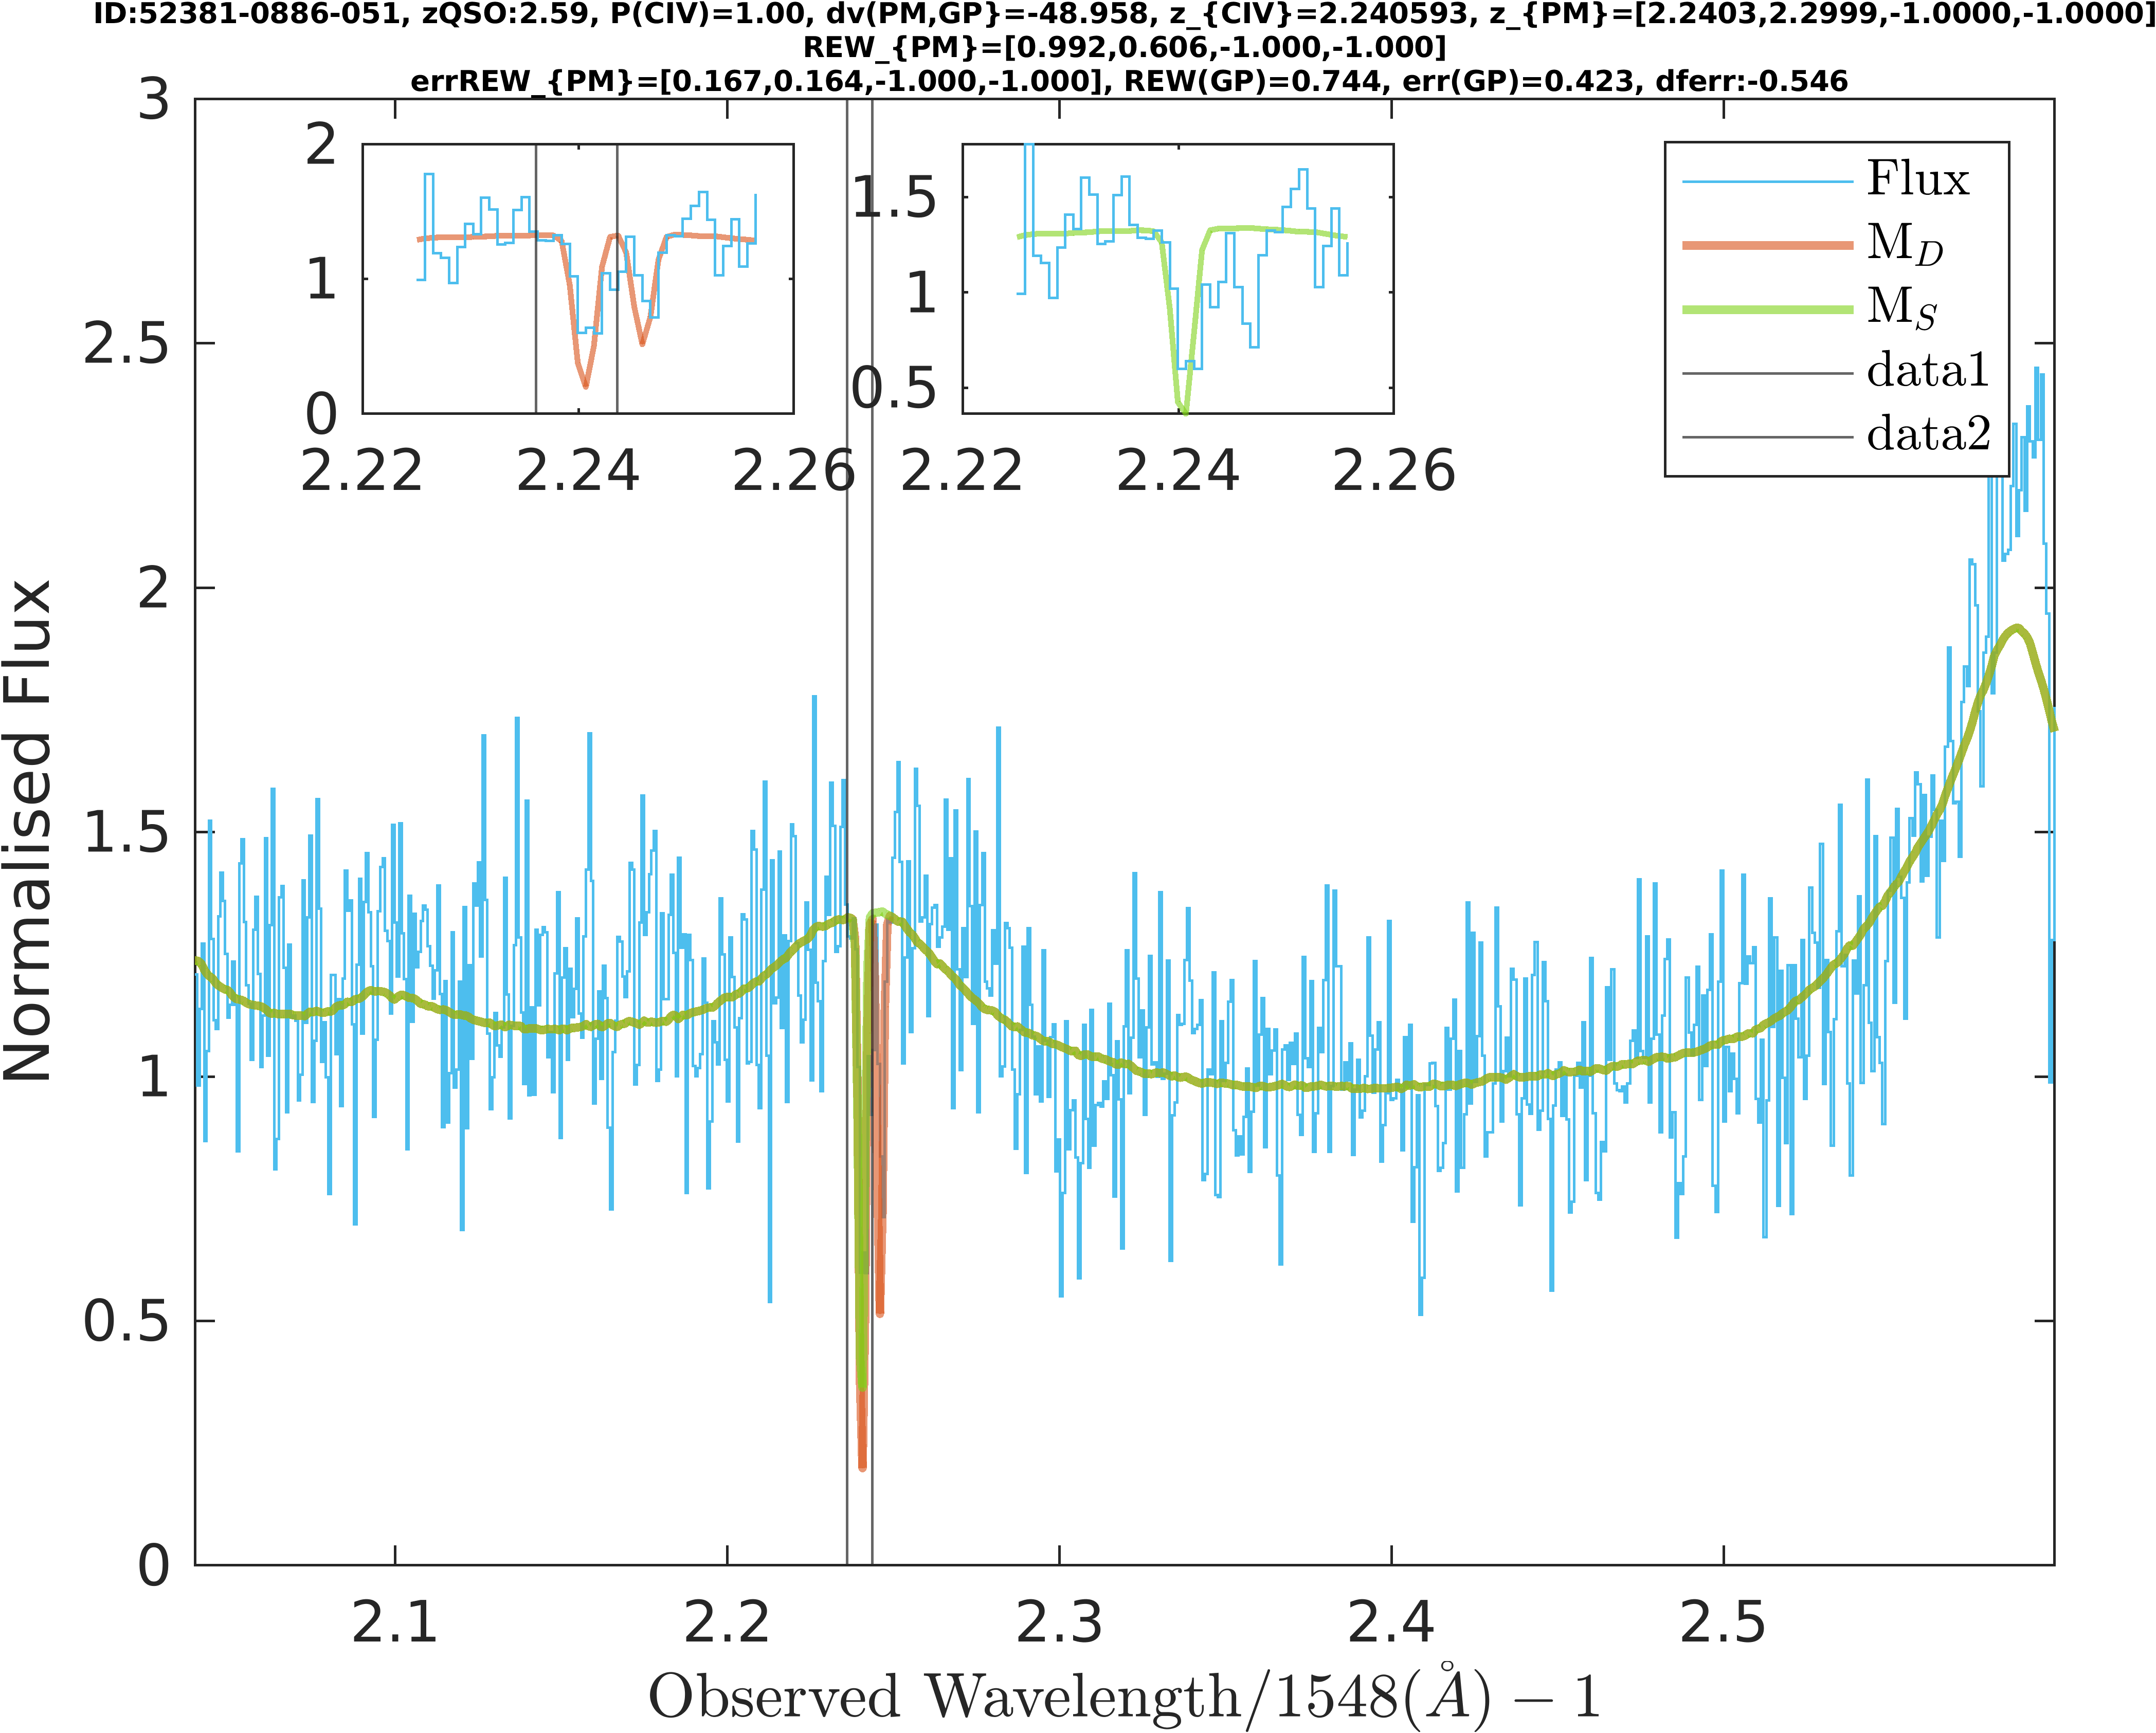 ID:52381-0886-051, zQSO:2.59, P(CIV)=1.00, dv(PM,GP}=-48.958, z_{CIV}=2.240593, z_{PM}=[2.2403,2.2999,-1.0000,-1.0000]
REW_{PM}=[0.992,0.606,-1.000,-1.000]
errREW_{PM}=[0.167,0.164,-1.000,-1.000], REW(GP)=0.744, err(GP)=0.423, dferr:-0.546
3
2.5
2
1.5
1
0.5
0
Normalised Flux
2
1
0
2.22 2.24 2.26
1.5
1
0.5
2.22 2.24 2.26
Flux
M_D
M_S
data1
data2
2.1 2.2 2.3 2.4 2.5
Observed Wavelength/1548(Å) − 1